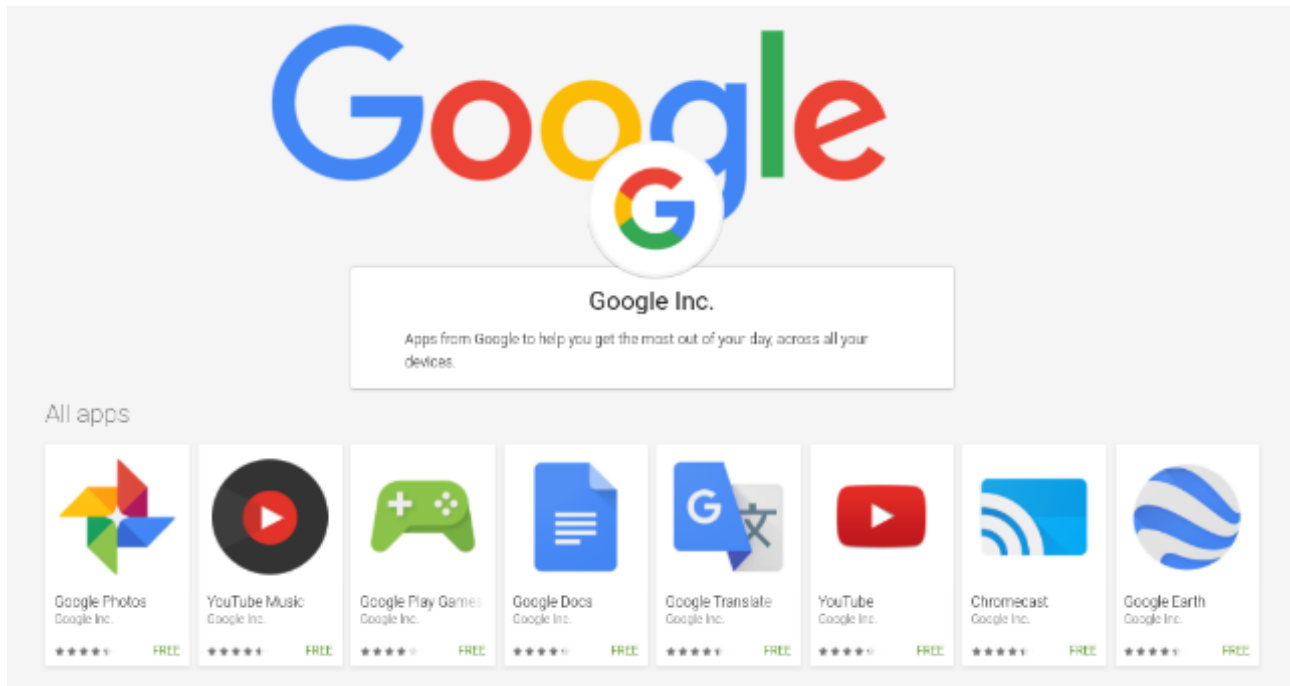 Google
G
Google Inc.
Apps from Google to help you get the most out of your day, across all your
devices.
All apps
G 文
Google Photos YouTube Music Google Play Games Google Docs Google Translate YouTube Chromecast Google Earth
Google Inc. Google Inc. Google Inc. Google Inc. Google Inc. Google Inc. Google Inc. Google Inc.
FREE FREE FREE FREE FREE FREE FREE FREE